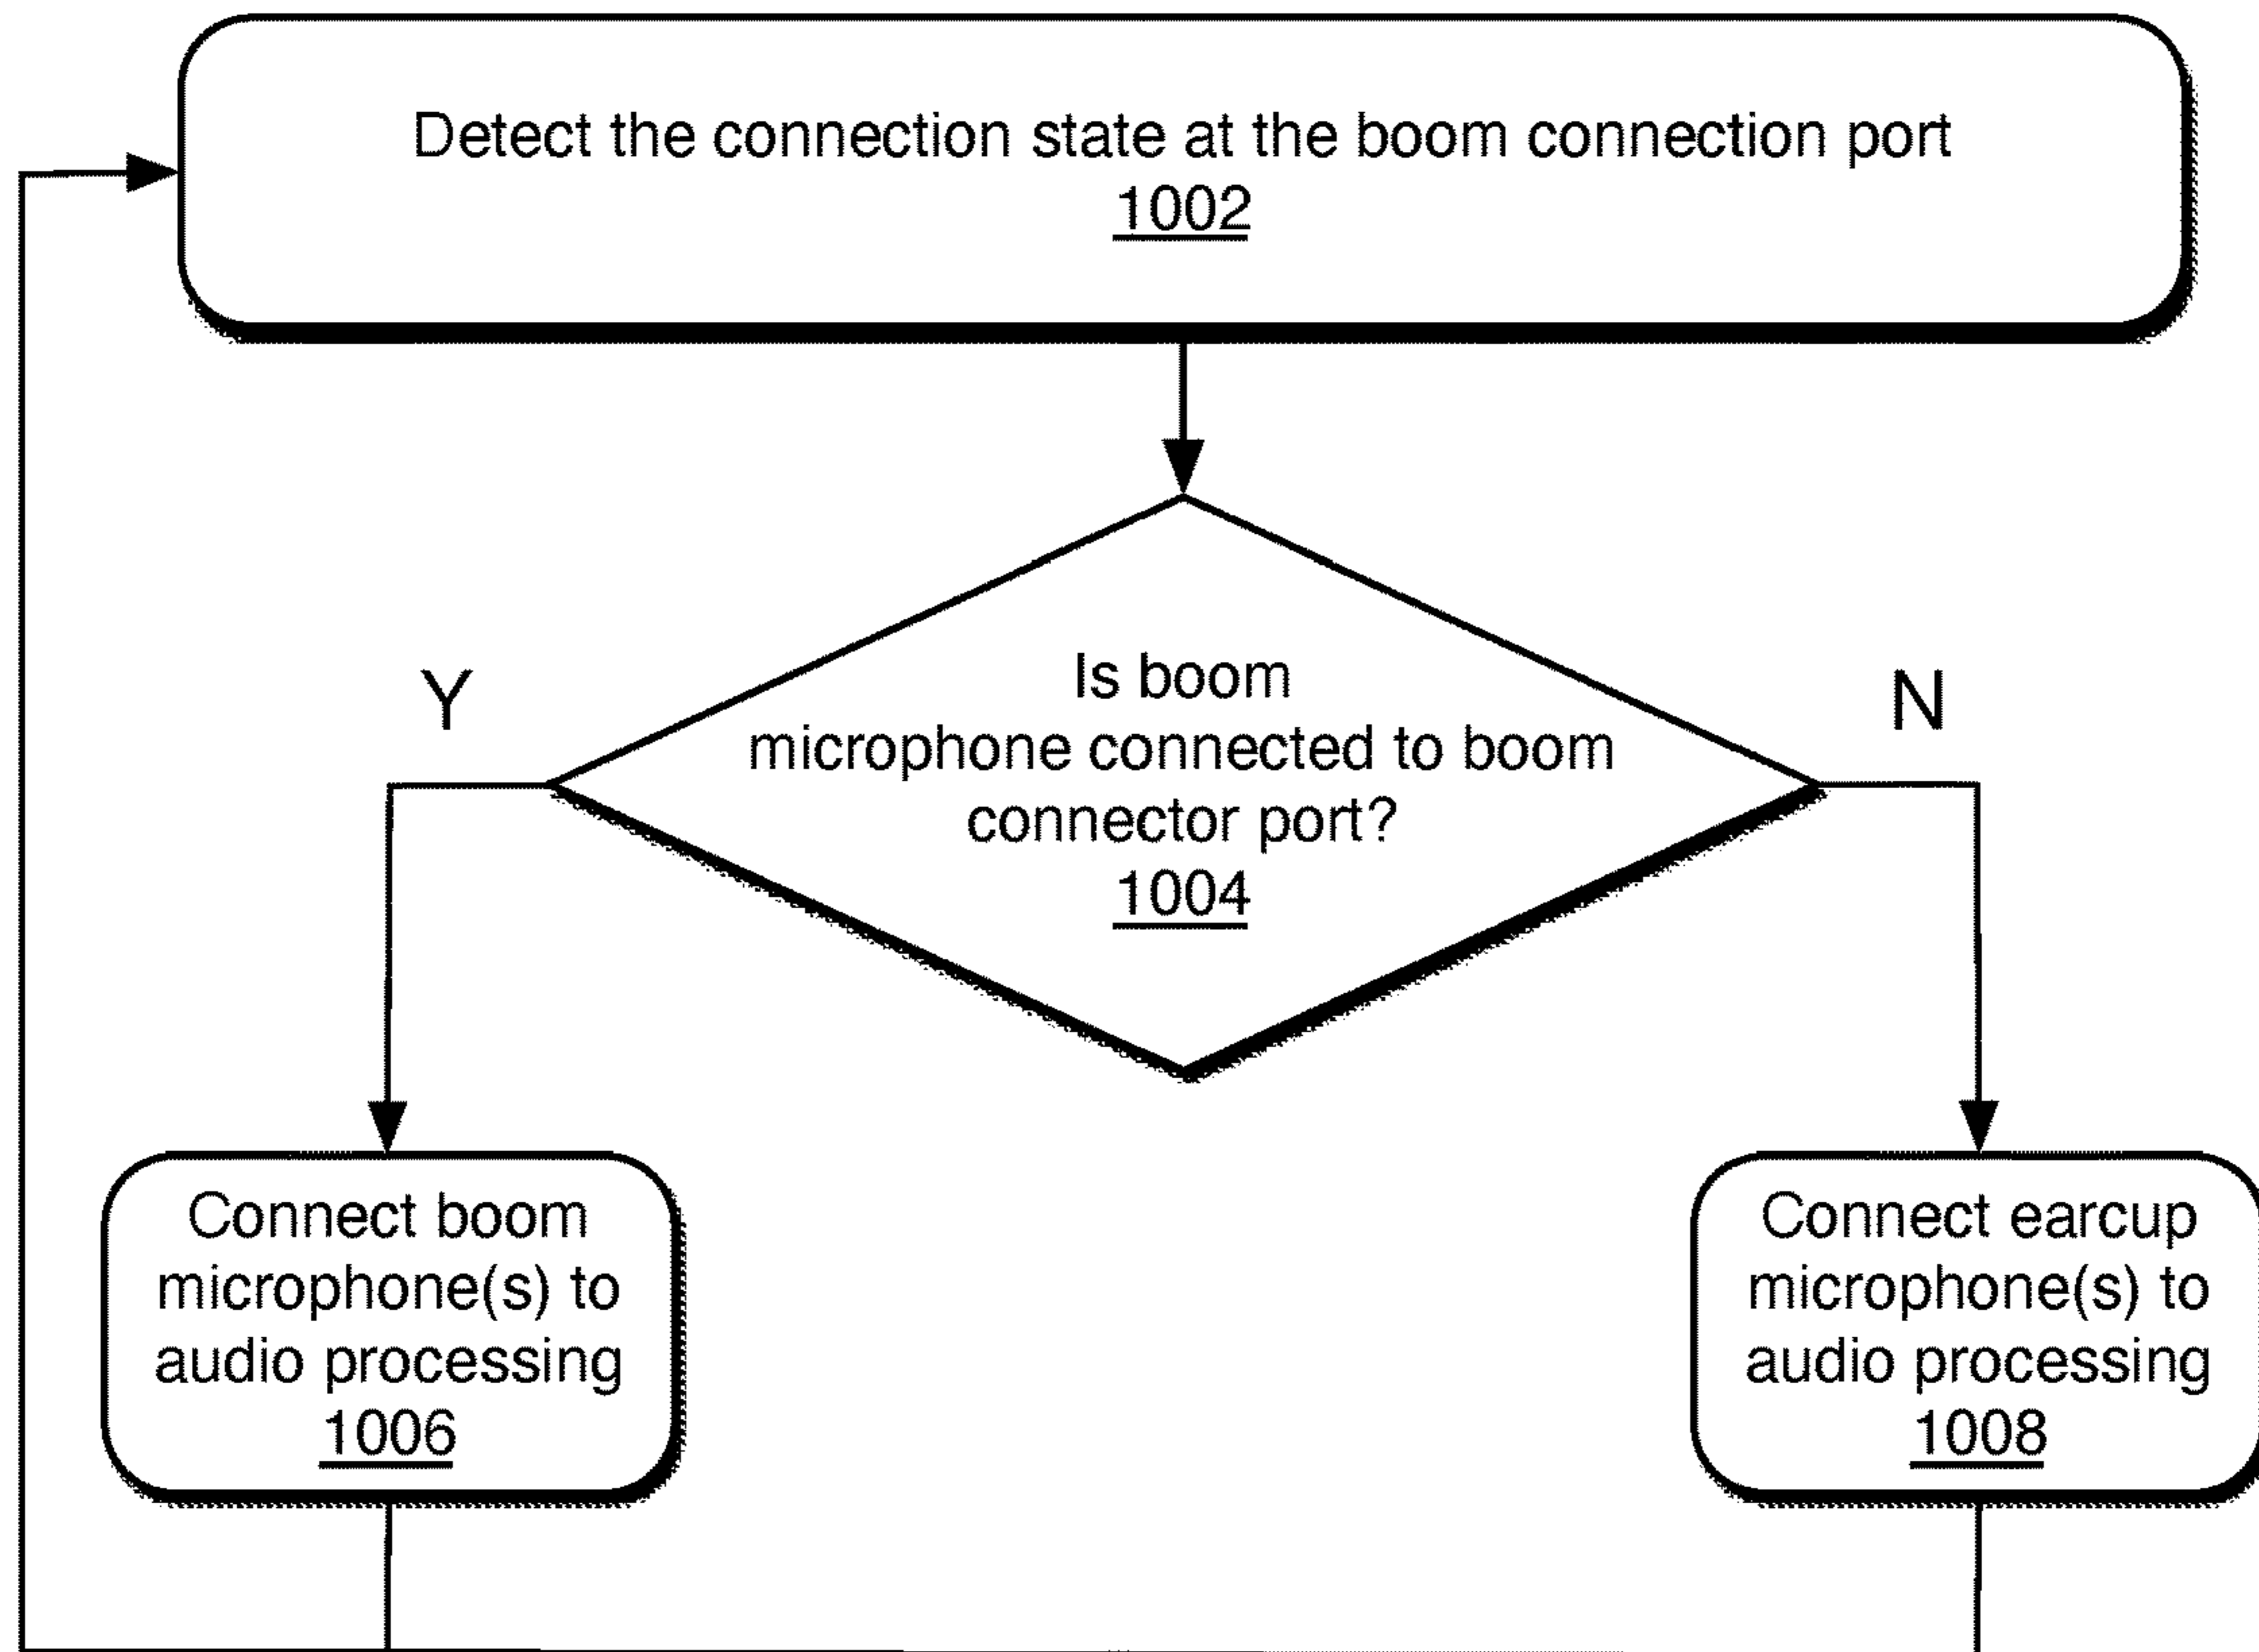 Detect the connection state at the boom connection port
1002
Y
N
Is boom
microphone connected to boom
connector port?
1004
Connect boom
microphone(s) to
audio processing
1006
Connect earcup
microphone(s) to
audio processing
1008